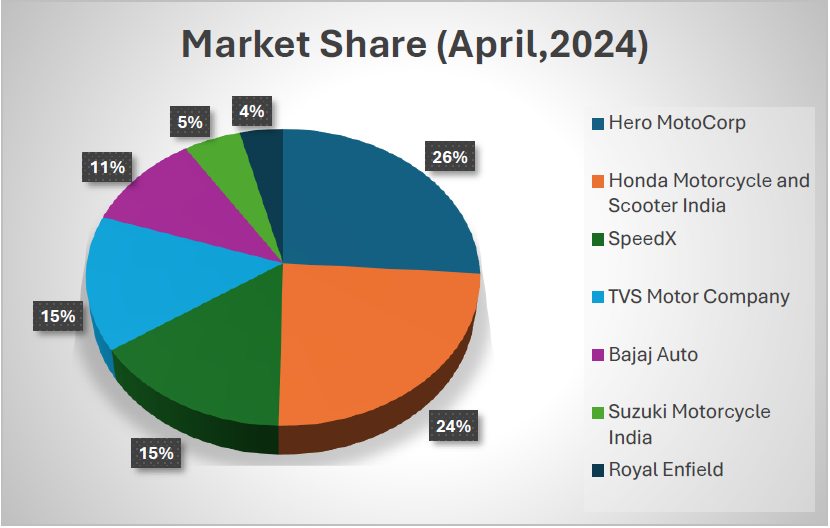 Market Share (April,2024)
4%
5%
26%
11%
15%
24%
15%
Hero MotoCorp
Honda Motorcycle and
Scooter India
SpeedX
TVS Motor Company
Bajaj Auto
Suzuki Motorcycle
India
Royal Enfield